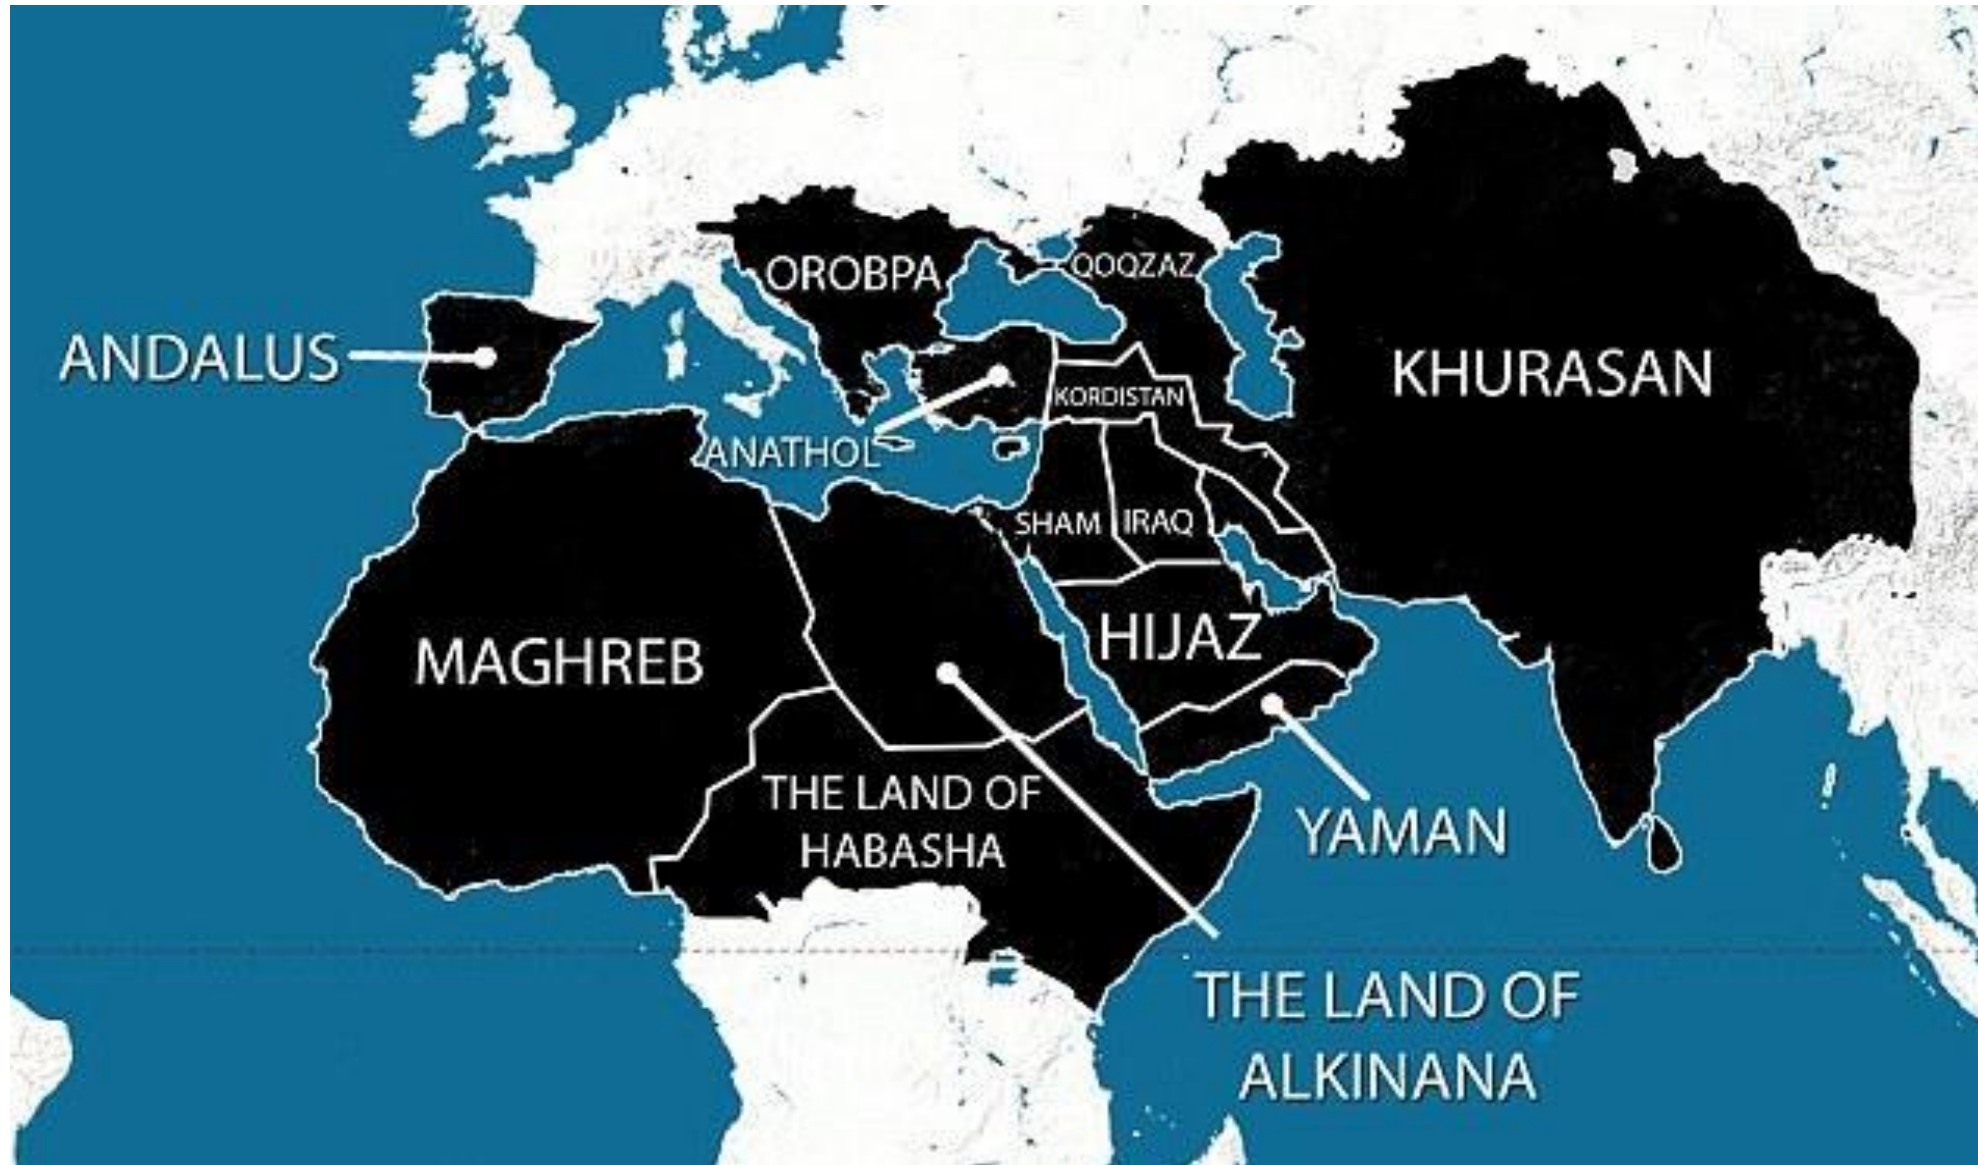 OROBPA
QOQZAZ
ANDALUS
KHURASAN
KORDISTAN
ANATHOL
SHAM
IRAQ
MAGHREB
HIJAZ
THE LAND OF
HABASHA
YAMAN
THE LAND OF
ALKINANA